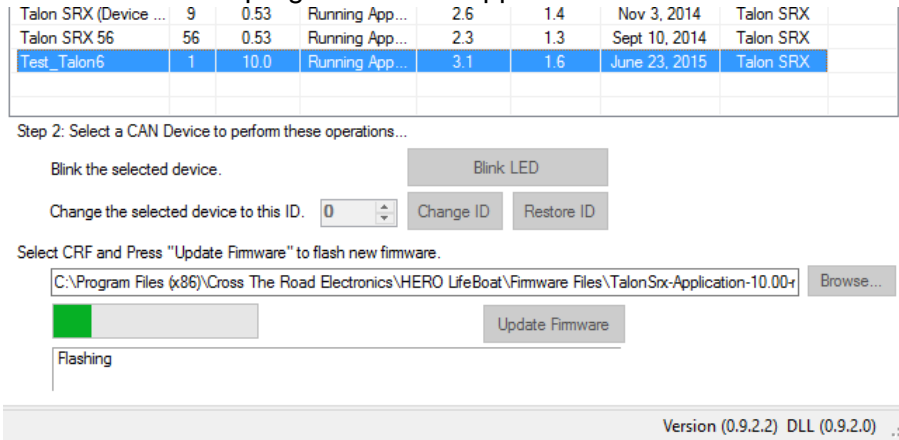 Talon SRX (Device ... 9 0.53 Running App... 2.6 1.4 Nov 3, 2014 Talon SRX
Talon SRX 56 56 0.53 Running App... 2.3 1.3 Sept 10, 2014 Talon SRX
Test_Talon6 1 10.0 Running App... 3.1 1.6 June 23, 2015 Talon SRX
Step 2: Select a CAN Device to perform these operations...
Blink the selected device. Blink LED
Change the selected device to this ID. 0 Change ID Restore ID
Select CRF and Press "Update Firmware" to flash new firmware.
C:\Program Files (x86)\Cross The Road Electronics\HERO LifeBoat\Firmware Files\TalonSrx-Application-10.00-r Browse...
Update Firmware
Flashing
Version (0.9.2.2) DLL (0.9.2.0)